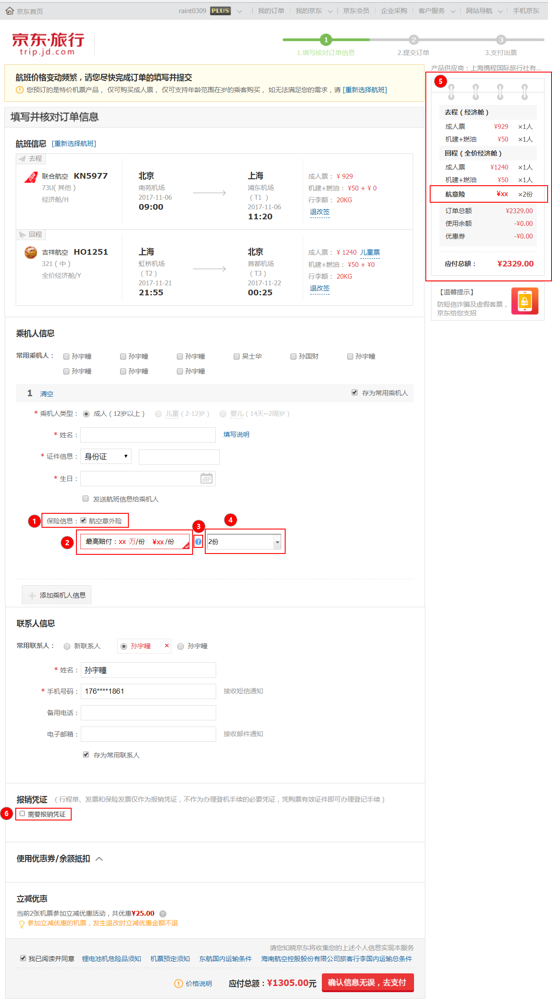 京东首页
raint0309 PLUS 我的订单 我的京东 京东会员 企业采购 客户服务 网站导航 手机京东
京东·旅行
trip.jd.com
1 2 3
1.填写核对订单信息 2.提交订单 3.支付出票
航班价格变动频繁，请您尽快完成订单的填写并提交
您预订的是特价机票产品， 仅可购买成人票， 仅可支持年龄范围在岁的乘客购买， 如无法满足您的需求，请 [重新选择航班]
填写并核对订单信息
航班信息 [重新选择航班]
去程
联合航空 KN5977
73U( 其他 )
经济舱/H
北京
南苑机场
2017-11-06
09:00
上海
浦东机场
( T1 )
2017-11-06
11:20
成人票： ¥ 929
机建+燃油： ¥50 + ¥ 0
行李额： 20KG
退改签
回程
吉祥航空 HO1251
321 ( 中 )
全价经济舱/Y
上海
虹桥机场
( T2 )
2017-11-21
21:55
北京
首都机场
( T3 )
2017-11-22
00:25
成人票： ¥ 1240 儿童票
机建+燃油： ¥50 + ¥0
行李额： 20KG
退改签
产品供应商：上海携程国际旅行社有...
5
去程（经济舱）
成人票 ¥929 ×1人
机建+燃油 ¥50 ×1人
回程（全价经济舱）
成人票 ¥1240 ×1人
机建+燃油 ¥50 ×1人
航意险 ¥xx ×2份
订单总额 ¥2329.00
使用余额 -¥0.00
优惠券 -¥0.00
应付总额： ¥2329.00
【温馨提示】
防短信诈骗及虚假客票，
京东给您支招
乘机人信息
常用乘机人： 孙宇瞳 孙宇瞳 孙宇瞳 吴士华 孙国财 孙宇瞳
孙宇瞳 孙宇瞳 孙宇瞳
1 清空 存为常用乘机人
* 乘机人类型： 成人（12岁以上） 儿童（2-12岁） 婴儿（14天~2周岁）
* 姓名： 填写说明
* 证件信息： 身份证
* 生日：
发送航班信息给乘机人
1 保险信息： 航空意外险
2 最高赔付：xx 万/份 ¥xx /份 3 ? 4 2份
添加乘机人信息
联系人信息
常用联系人： 新联系人 孙宇瞳 × 孙宇瞳
* 姓名： 孙宇瞳
* 手机号码： 176****1861 接收短信通知
备用电话：
电子邮箱： 接收邮件通知
存为常用联系人
报销凭证 （行程单、发票和保险发票仅作为报销凭证，不作为办理登机手续的必要凭证，凭购票有效证件即可办理登记手续）
6 需要报销凭证
使用优惠券/余额抵扣
立减优惠
当前2张机票参加立减优惠活动，共优惠¥25.00 ?
参加立减优惠的机票，发生退改时立减优惠金额不退
请您知晓京东将收集您的上述个人信息实现本服务
我已阅读并同意 锂电池机危险品须知 机票预定须知 东航国内运输条件 海南航空控股股份有限公司旅客行李国内运输总条件
价格说明 应付总额：¥1305.00元 确认信息无误，去支付